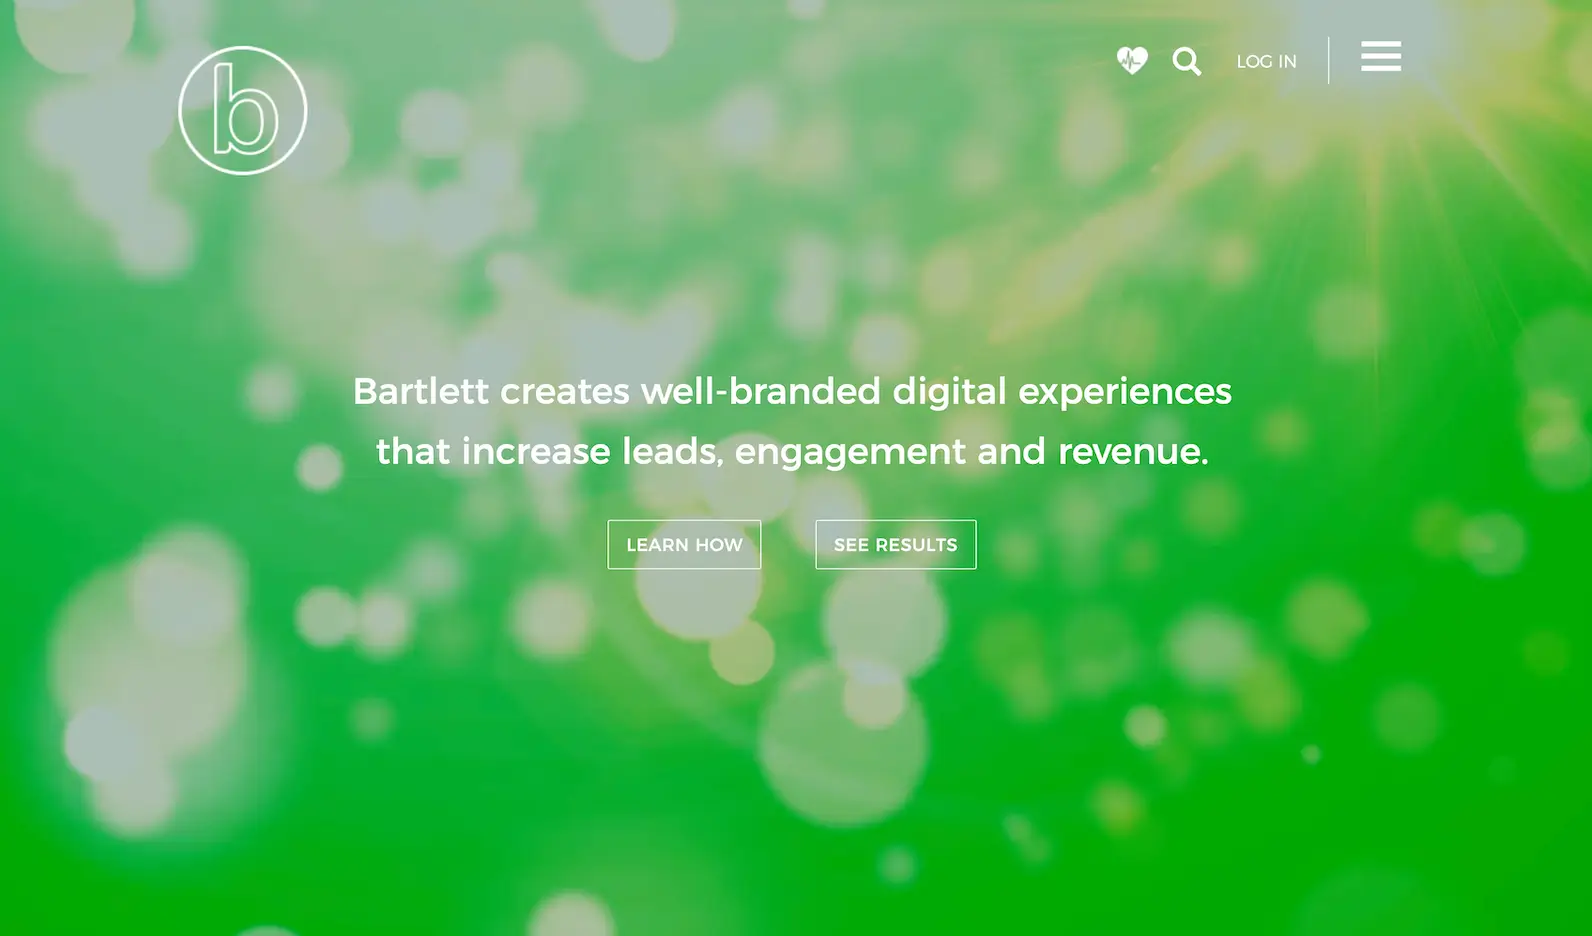 b
LOG IN
Bartlett creates well-branded digital experiences
that increase leads, engagement and revenue.
LEARN HOW
SEE RESULTS